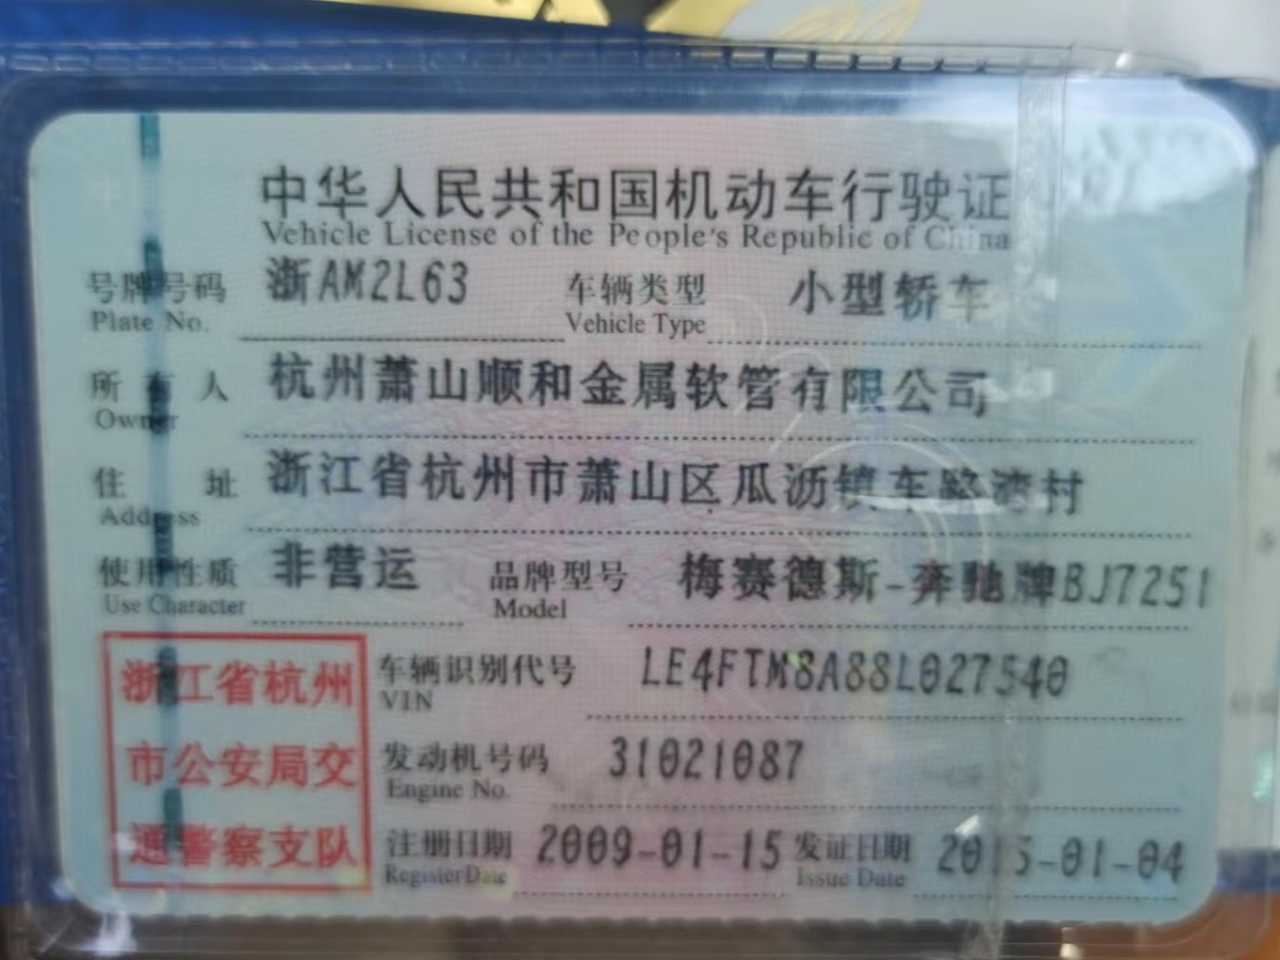 中华人民共和国机动车行驶证
Vehicle License of the People's Republic of China
号牌号码 浙AM2L63 车辆类型 小型轿车
Plate No. Vehicle Type
所有人 杭州萧山顺和金属软管有限公司
Owner
住址 浙江省杭州市萧山区瓜沥镇车路湾村
Address
使用性质 非营运 品牌型号 梅赛德斯-奔驰牌BJ7251
Use Character Model
浙江省杭州
市公安局交
通警察支队
车辆识别代号 LE4FTM8A88L027540
VIN
发动机号码 31021087
Engine No.
注册日期 2009-01-15 发证日期
Register Date Issue Date